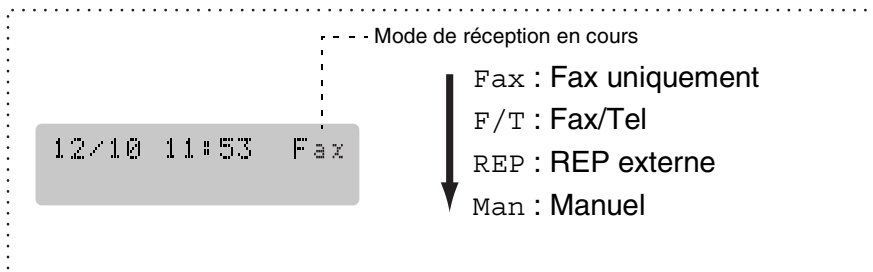 Mode de réception en cours
Fax : Fax uniquement
F/T : Fax/Tel
12/10 11:53 Fax
REP : REP externe
Man : Manuel